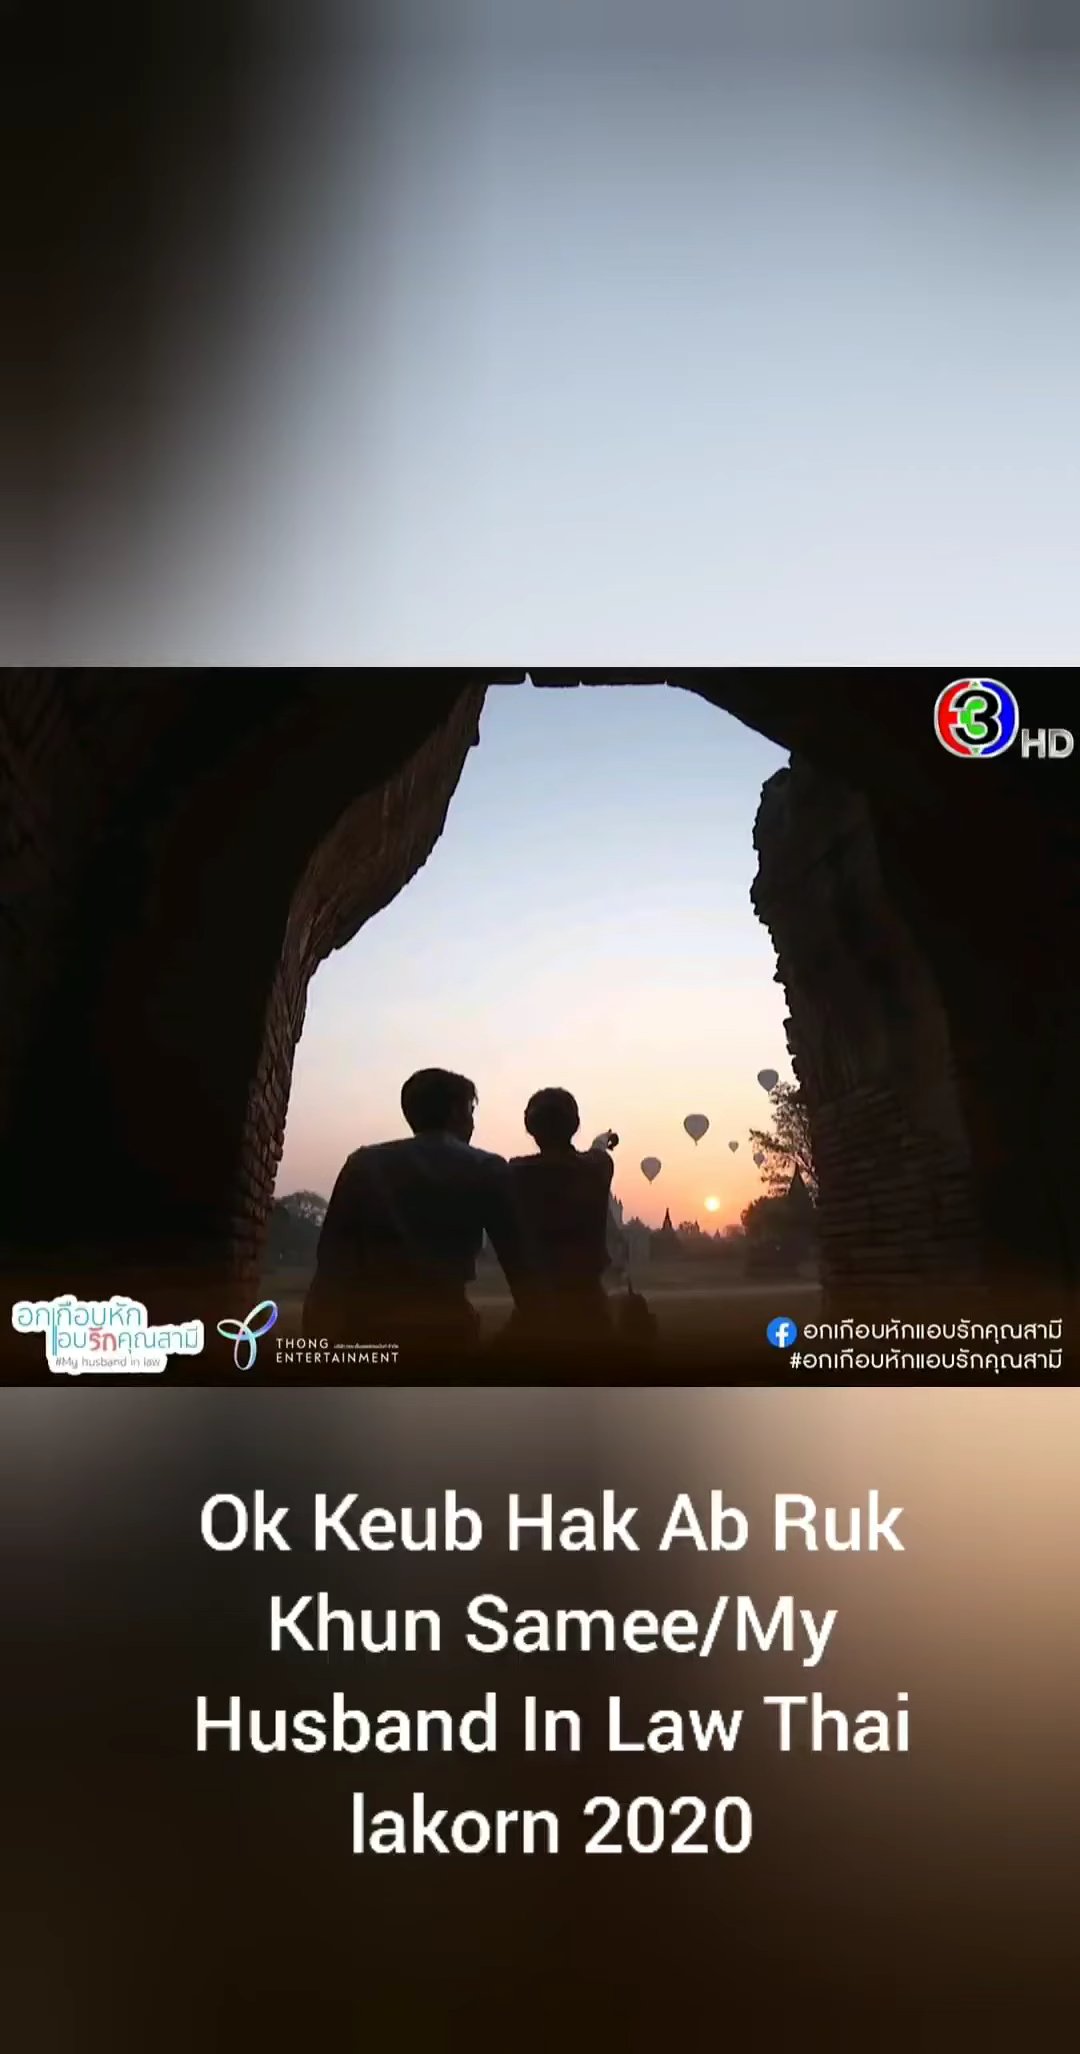 3 HD
อกเกือบหัก
แอบรักคุณสามี
#My husband in law
THONG
ENTERTAINMENT
อกเกือบหักแอบรักคุณสามี
#อกเกือบหักแอบรักคุณสามี
Ok Keub Hak Ab Ruk
Khun Samee/My
Husband In Law Thai
lakorn 2020